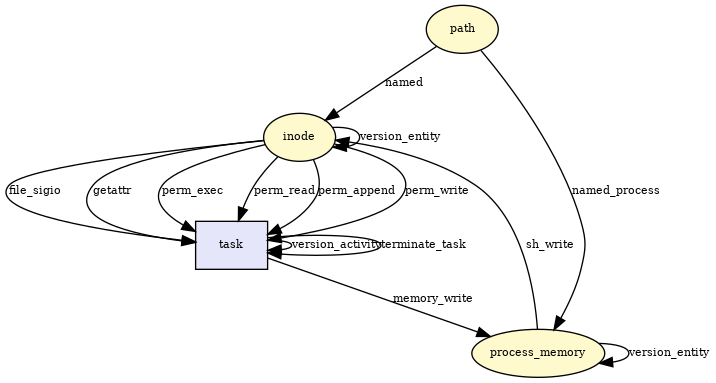 path
named
inode
version_entity
file_sigio
getattr
perm_exec
perm_read
perm_append
perm_write
named_process
task
version_activity
terminate_task
sh_write
memory_write
process_memory
version_entity